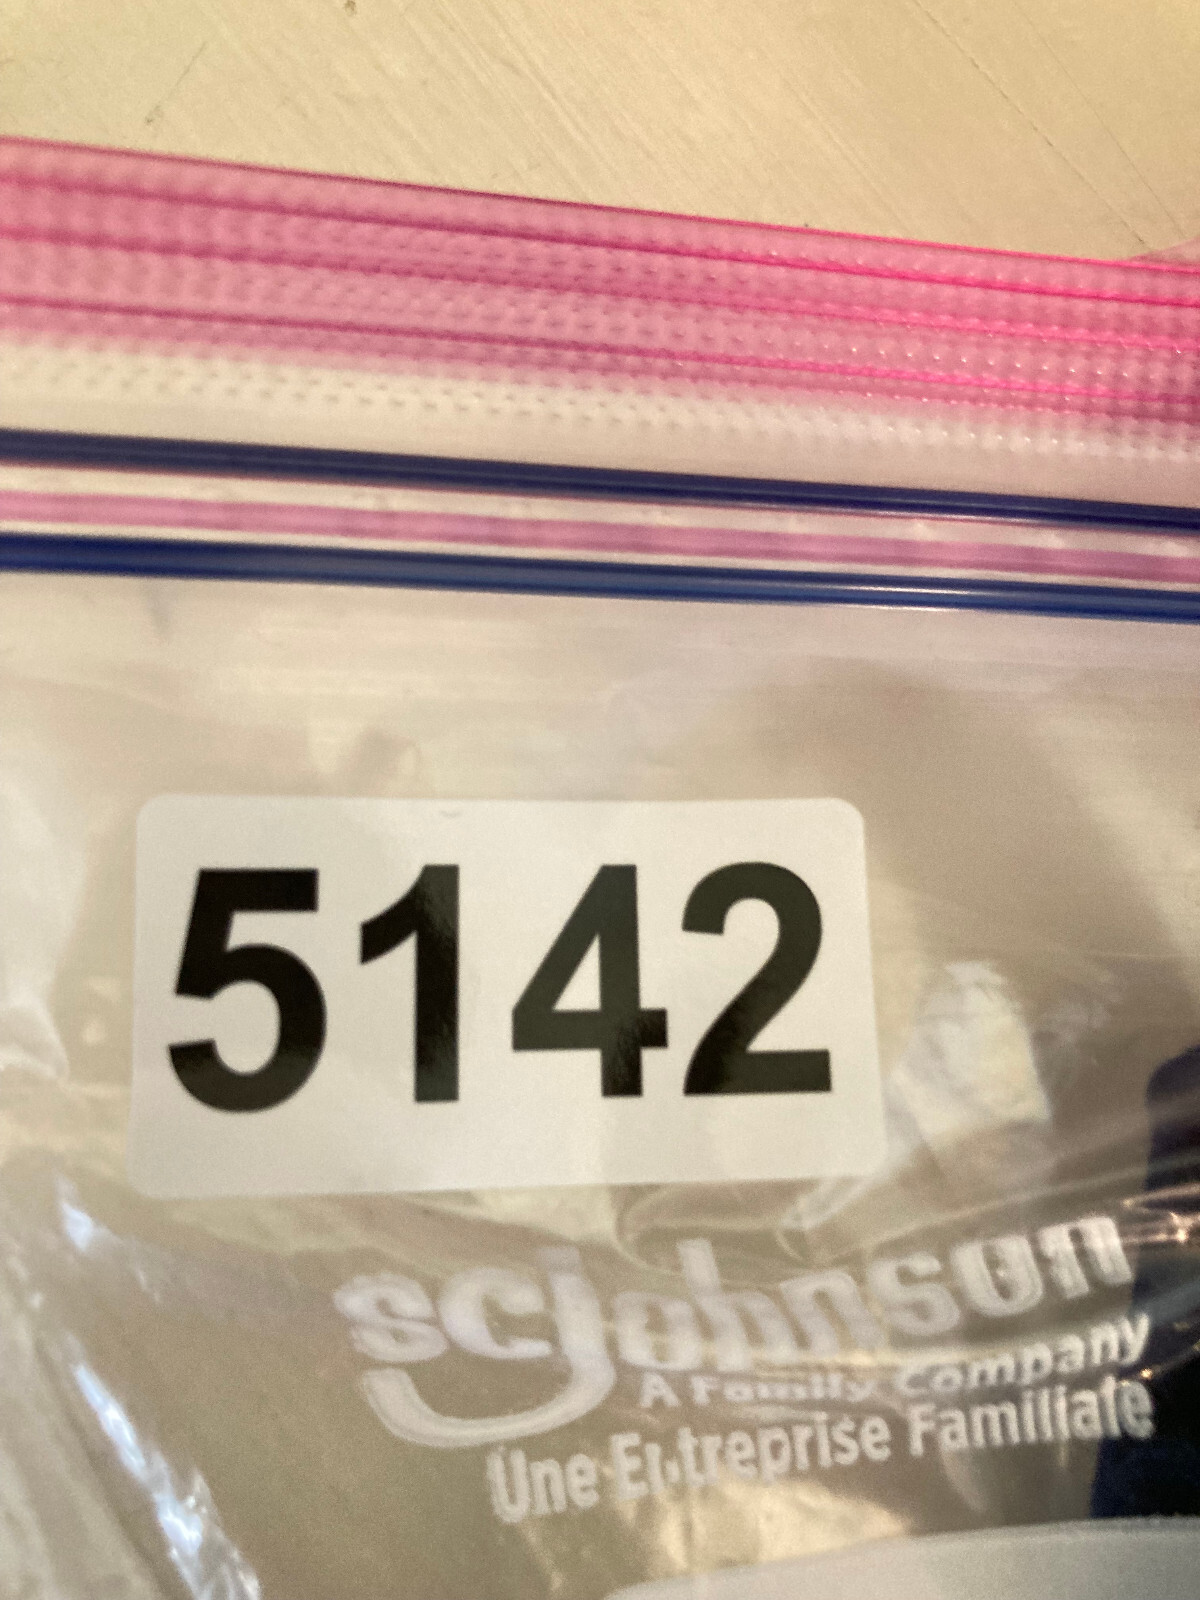 5142
scjohnson
A Family Company
Une Entreprise Familiale